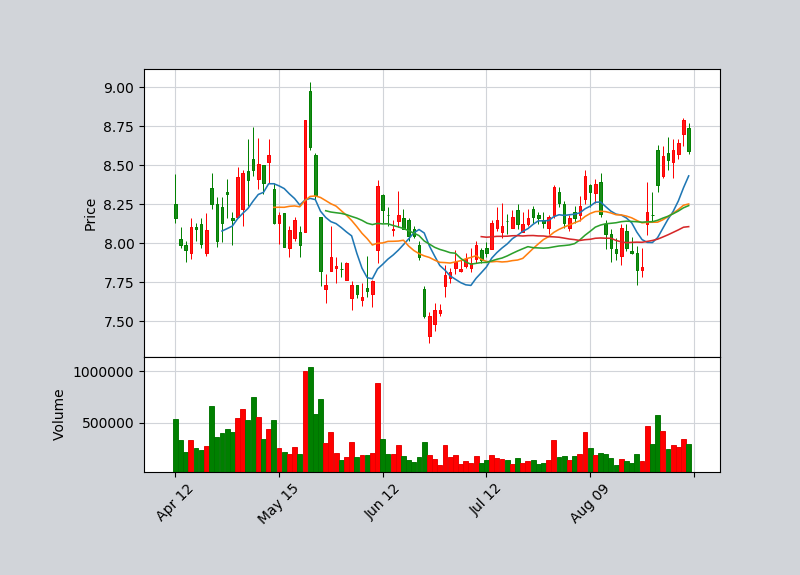 9.00
8.75
8.50
8.25
8.00
7.75
7.50
Price
1000000
500000
Volume
Apr 12
May 15
Jun 12
Jul 12
Aug 09